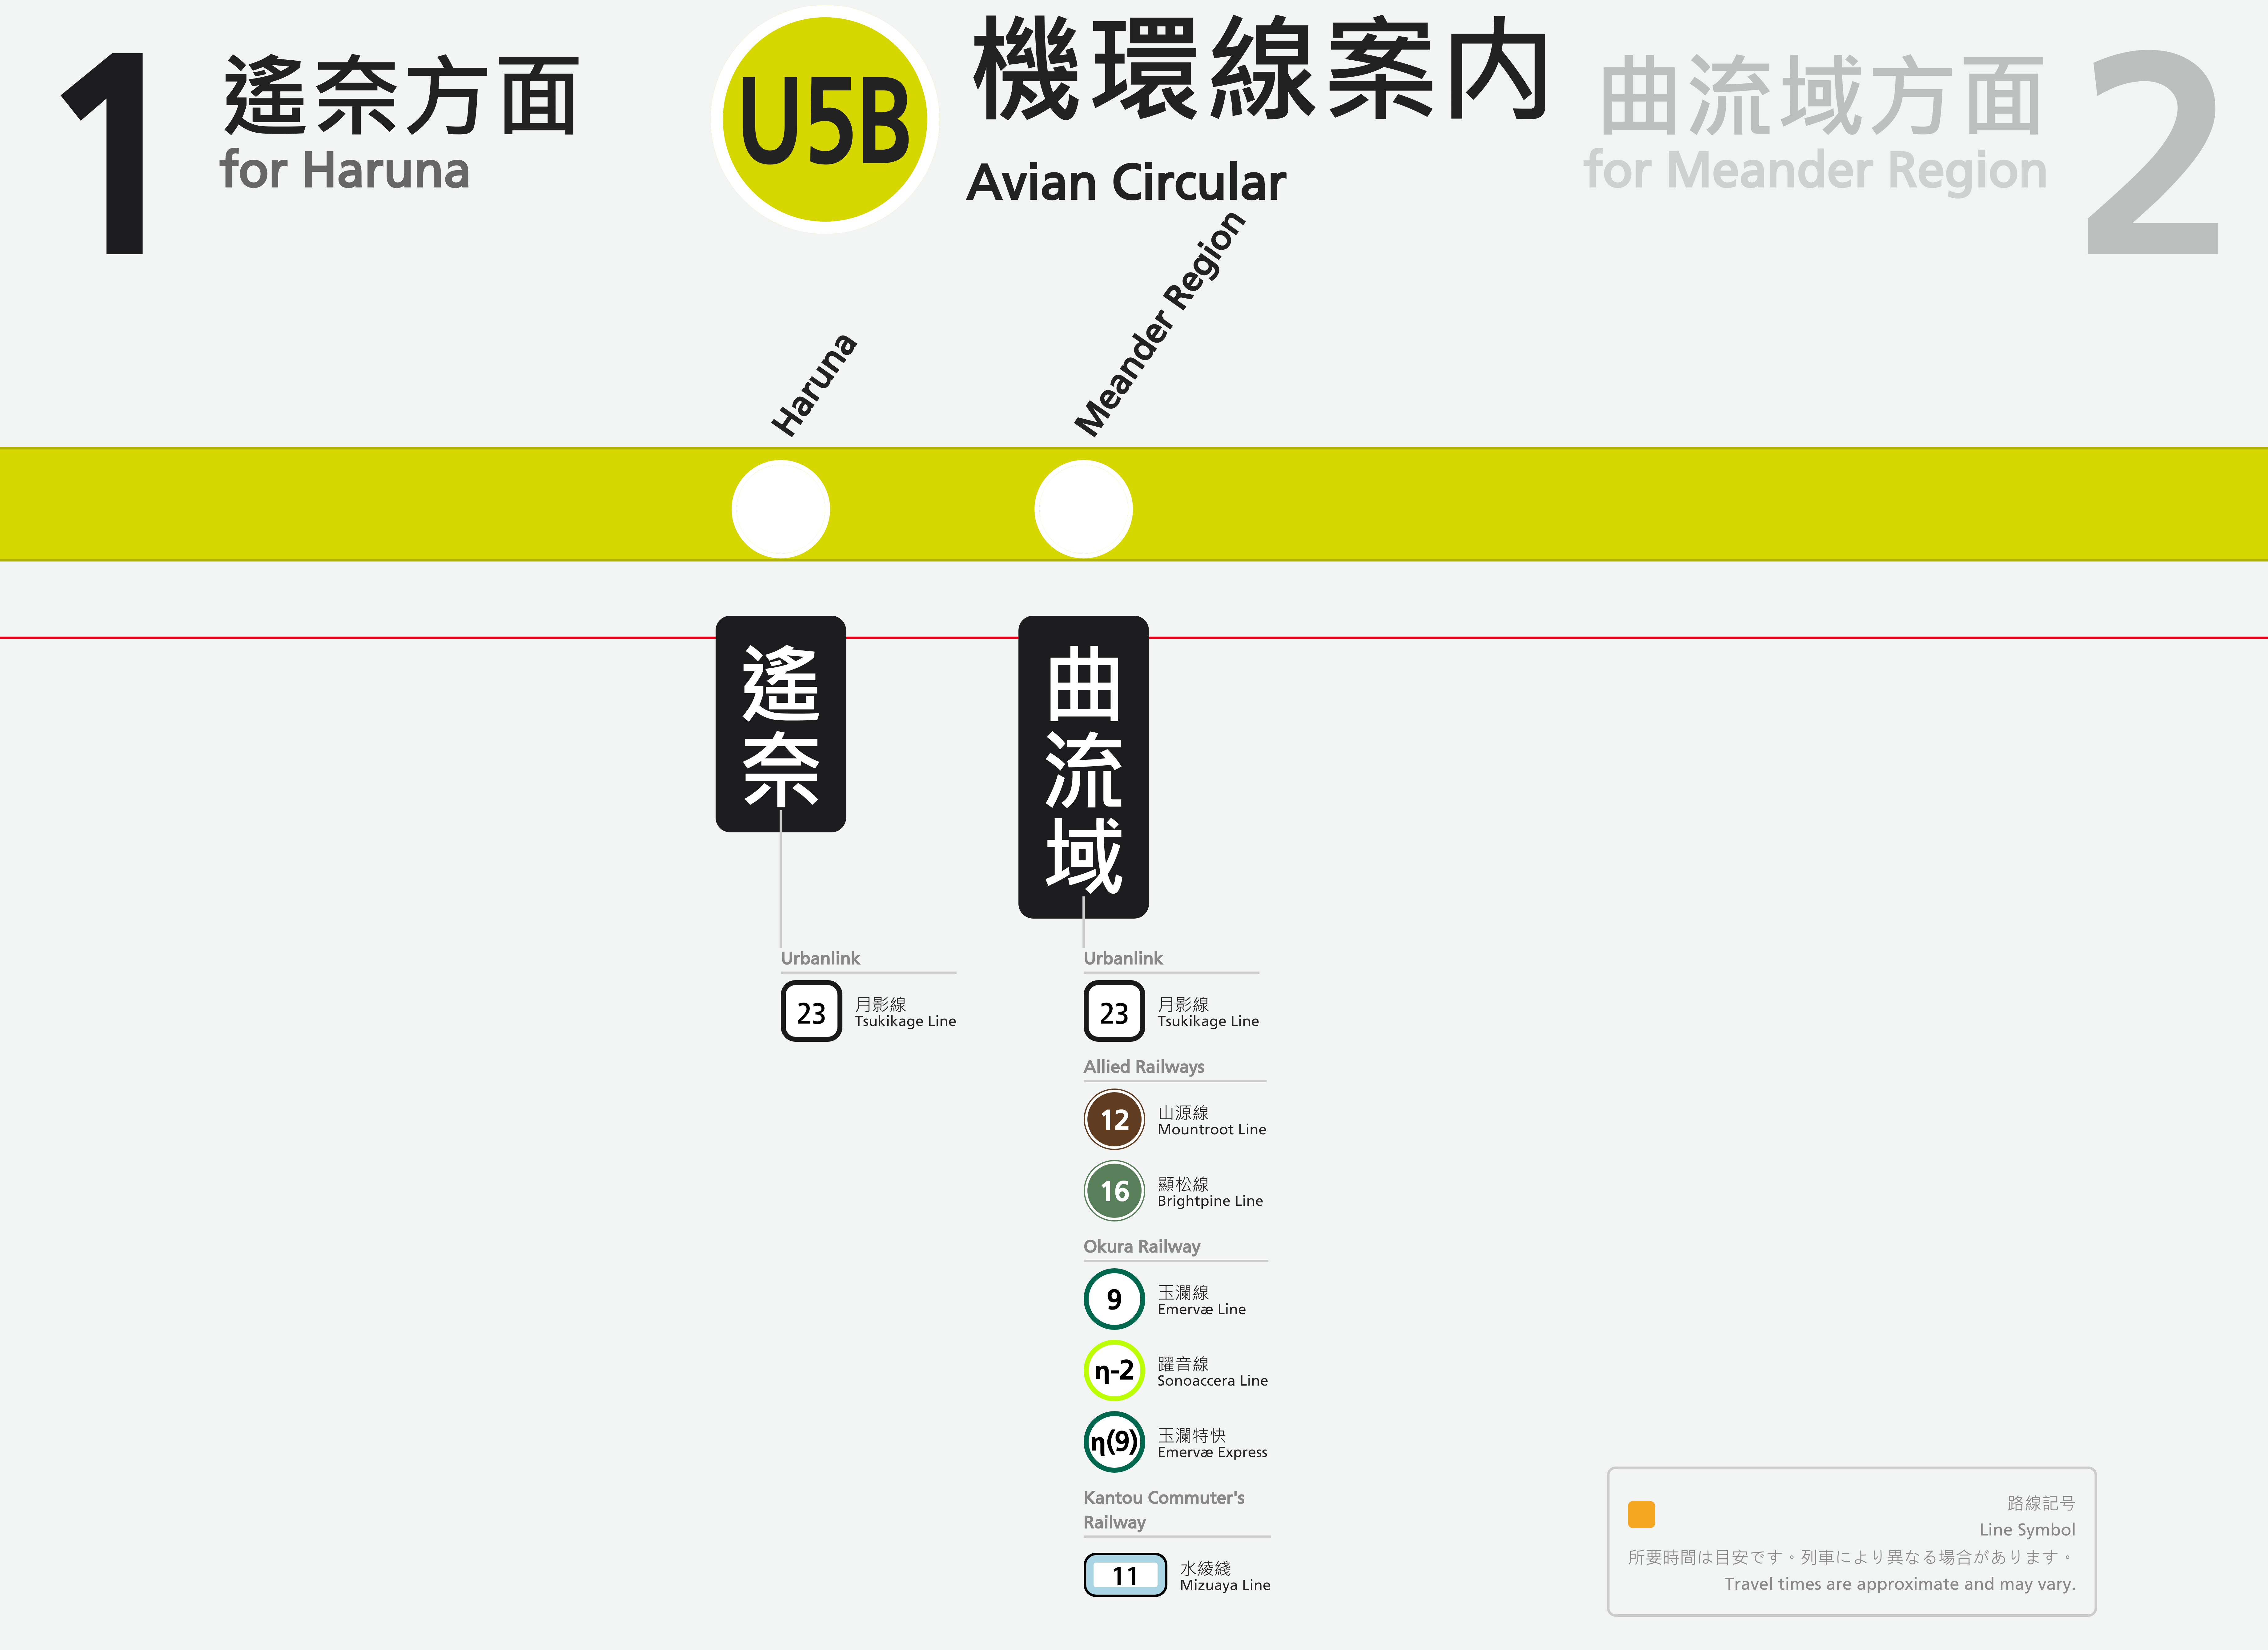 1
遙奈方面
for Haruna
U5B
機環線案内
Avian Circular
曲流域方面
for Meander Region
2
Haruna
Meander Region
遙奈
曲流域
Urbanlink
23
月影線
Tsukikage Line
Urbanlink
23
月影線
Tsukikage Line
Allied Railways
12
山源線
Mountroot Line
16
顯松線
Brightpine Line
Okura Railway
9
玉瀾線
Emervæ Line
η-2
躍音線
Sonoaccera Line
η(9)
玉瀾特快
Emervæ Express
Kantou Commuter's
Railway
11
水綾綫
Mizuaya Line
路線記号
Line Symbol
所要時間は目安です。列車により異なる場合があります。
Travel times are approximate and may vary.